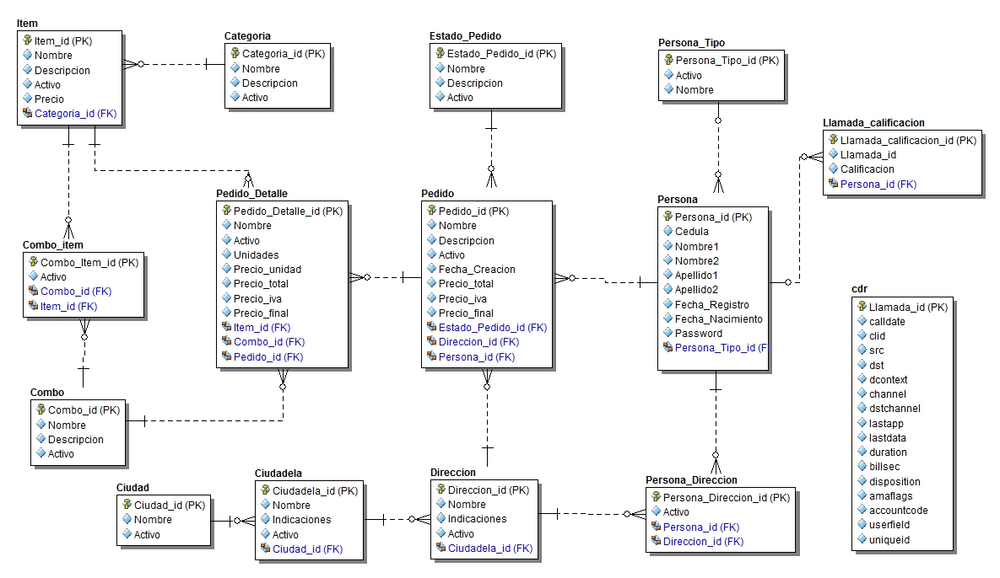 Item
Item_id (PK)
Nombre
Descripcion
Activo
Precio
Categoria_id (FK)
Categoria
Categoria_id (PK)
Nombre
Descripcion
Activo
Estado_Pedido
Estado_Pedido_id (PK)
Nombre
Descripcion
Activo
Persona_Tipo
Persona_Tipo_id (PK)
Activo
Nombre
Llamada_calificacion
Llamada_calificacion_id (PK)
Llamada_id
Calificacion
Persona_id (FK)
Pedido_Detalle
Pedido_Detalle_id (PK)
Nombre
Activo
Unidades
Precio_unidad
Precio_total
Precio_iva
Precio_final
Item_id (FK)
Combo_id (FK)
Pedido_id (FK)
Pedido
Pedido_id (PK)
Nombre
Descripcion
Activo
Fecha_Creacion
Precio_total
Precio_iva
Precio_final
Estado_Pedido_id (FK)
Direccion_id (FK)
Persona_id (FK)
Persona
Persona_id (PK)
Cedula
Nombre1
Nombre2
Apellido1
Apellido2
Fecha_Registro
Fecha_Nacimiento
Password
Persona_Tipo_id (F
Combo_item
Combo_Item_id (PK)
Activo
Combo_id (FK)
Item_id (FK)
cdr
Llamada_id (PK)
calldate
clid
src
dst
dcontext
channel
dstchannel
lastapp
lastdata
duration
billsec
disposition
amaflags
accountcode
userfield
uniqueid
Combo
Combo_id (PK)
Nombre
Descripcion
Activo
Ciudad
Ciudad_id (PK)
Nombre
Activo
Ciudadela
Ciudadela_id (PK)
Nombre
Indicaciones
Activo
Ciudad_id (FK)
Direccion
Direccion_id (PK)
Nombre
Indicaciones
Activo
Ciudadela_id (FK)
Persona_Direccion
Persona_Direccion_id (PK)
Activo
Persona_id (FK)
Direccion_id (FK)